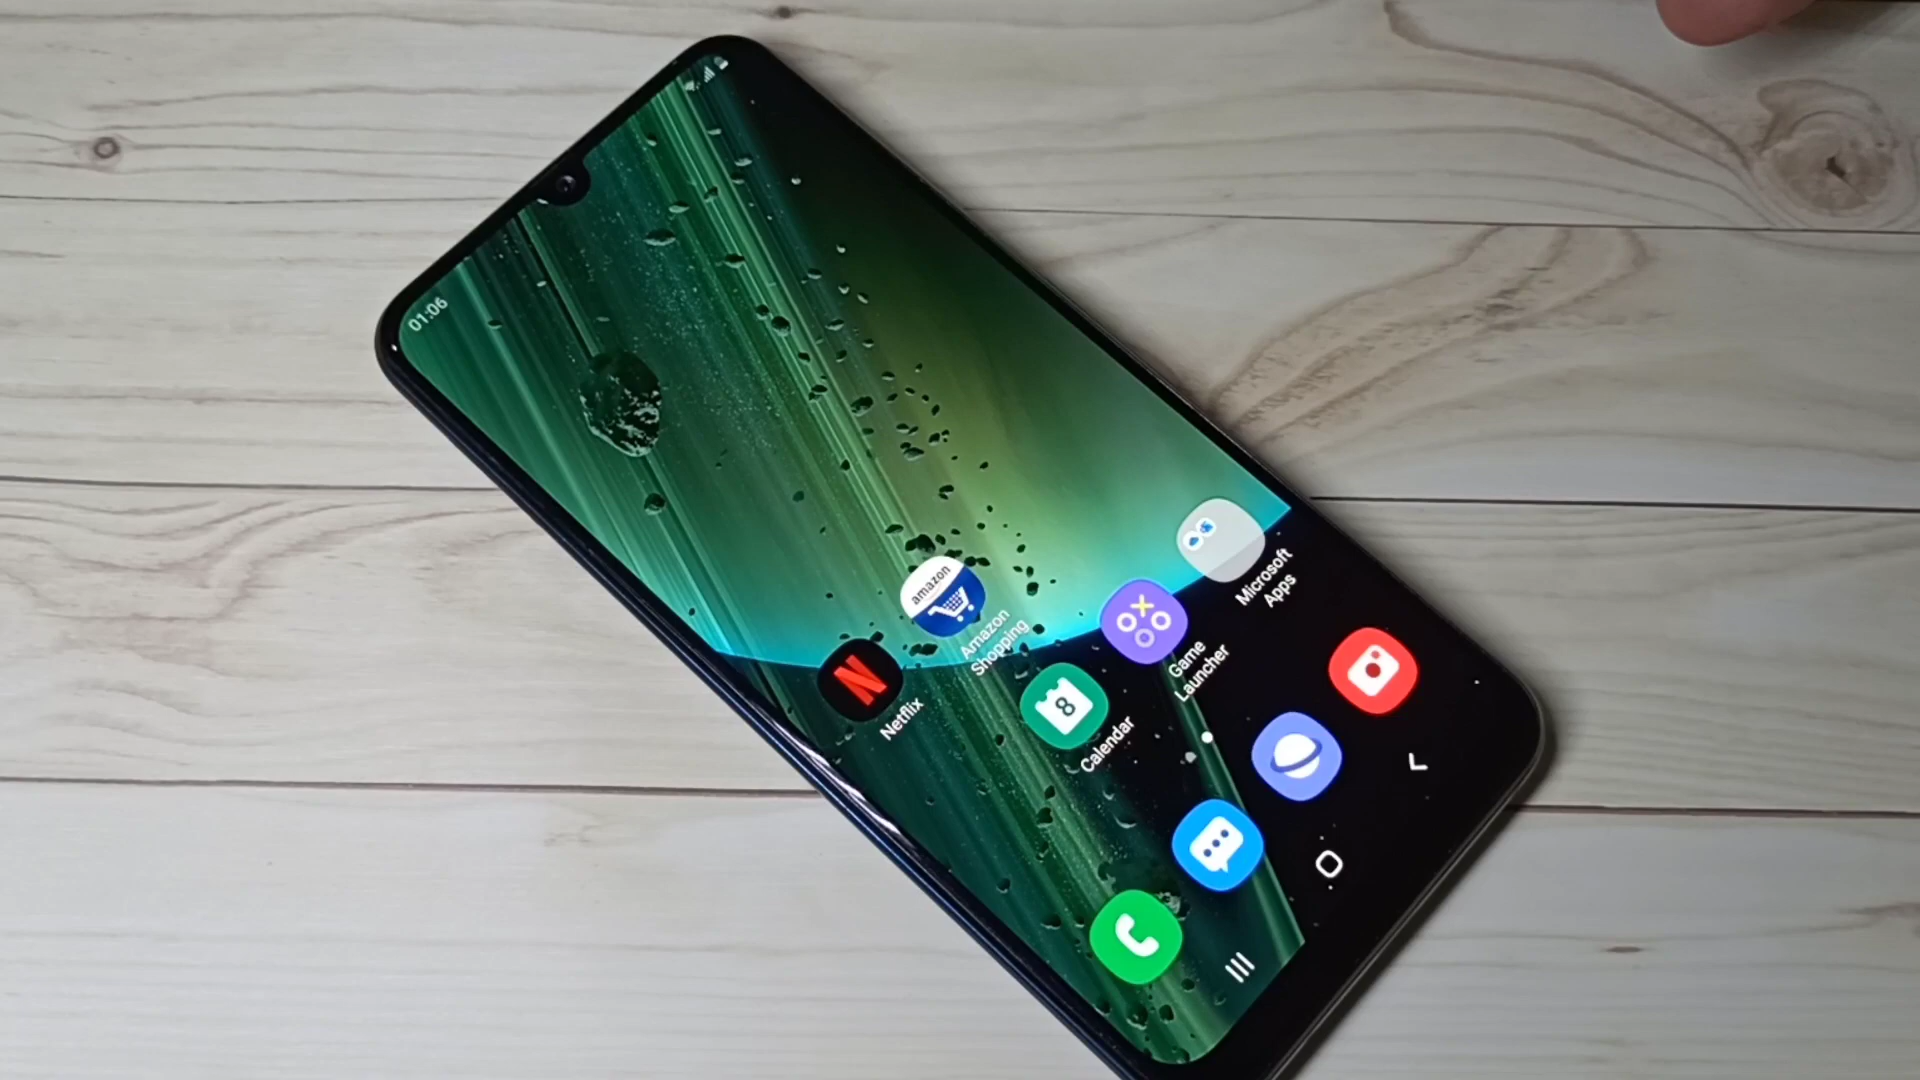 01:06
amazon
Netflix
Amazon
Shopping
8
Calendar
Game
Launcher
Microsoft
Apps